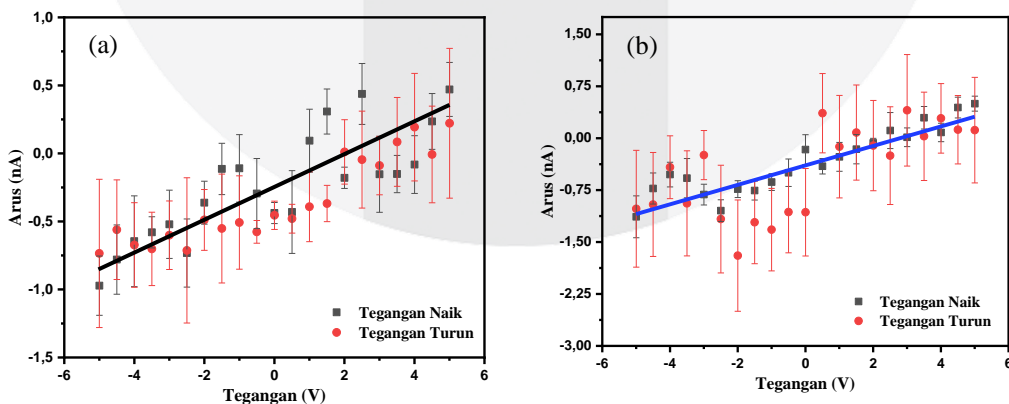 (a)
1,0
0,5
0,0
-0,5
-1,0
-1,5
-6
-4
-2
0
2
4
6
Arus (nA)
Tegangan (V)
Tegangan Naik
Tegangan Turun
(b)
1,50
0,75
0,00
-0,75
-1,50
-2,25
-3,00
-6
-4
-2
0
2
4
6
Arus (nA)
Tegangan (V)
Tegangan Naik
Tegangan Turun